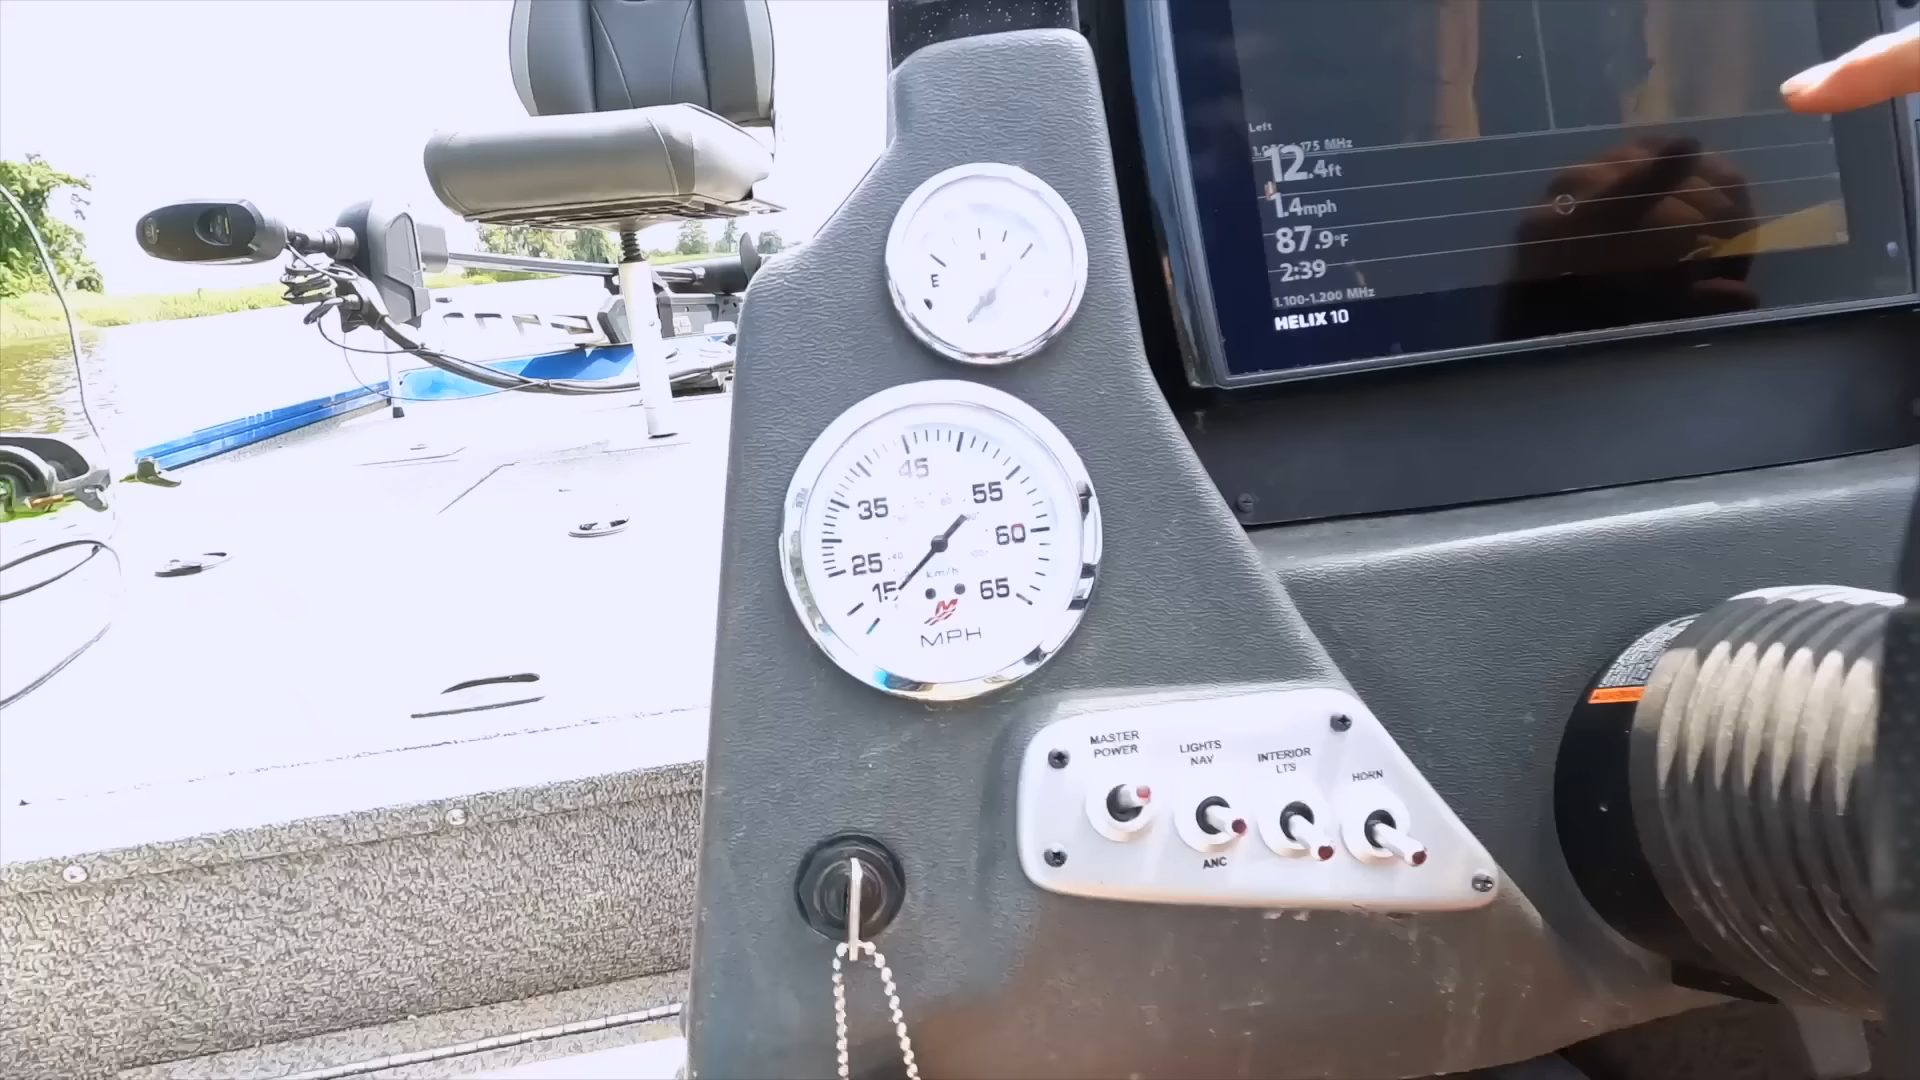 Left
12.4ft
1.4mph
87.9°F
2:39
1.100-1.200 MHz
HELIX 10
E
45
35
55
25
60
15
65
km/h
MPH
MASTER POWER
LIGHTS NAV
INTERIOR LTS
HORN
ANC